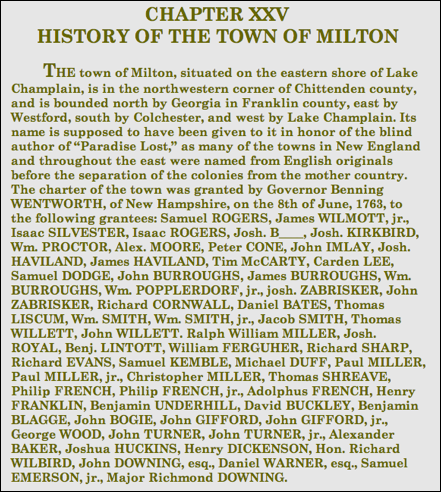 CHAPTER XXV
HISTORY OF THE TOWN OF MILTON
THE town of Milton, situated on the eastern shore of Lake
Champlain, is in the northwestern corner of Chittenden county,
and is bounded north by Georgia in Franklin county, east by
Westford, south by Colchester, and west by Lake Champlain. Its
name is supposed to have been given to it in honor of the blind
author of “Paradise Lost,” as many of the towns in New England
and throughout the east were named from English originals
before the separation of the colonies from the mother country.
The charter of the town was granted by Governor Benning
WENTWORTH, of New Hampshire, on the 8th of June, 1763, to
the following grantees: Samuel ROGERS, James WILMOTT, jr.,
Isaac SILVESTER, Isaac ROGERS, Josh. B____, Josh. KIRKBIRD,
Wm. PROCTOR, Alex. MOORE, Peter CONE, John IMLAY, Josh.
HAVILAND, James HAVILAND, Tim McCARTY, Carden LEE,
Samuel DODGE, John BURROUGHS, James BURROUGHS, Wm.
BURROUGHS, Wm. POPPLERDORF, jr., josh. ZABRISKER, John
ZABRISKER, Richard CORNWALL, Daniel BATES, Thomas
LISCUM, Wm. SMITH, Wm. SMITH, jr., Jacob SMITH, Thomas
WILLETT, John WILLETT. Ralph William MILLER, Josh.
ROYAL, Benj. LINTOTT, William FERGUHER, Richard SHARP,
Richard EVANS, Samuel KEMBLE, Michael DUFF, Paul MILLER,
Paul MILLER, jr., Christopher MILLER, Thomas SHREAVE,
Philip FRENCH, Philip FRENCH, jr., Adolphus FRENCH, Henry
FRANKLIN, Benjamin UNDERHILL, David BUCKLEY, Benjamin
BLAGGE, John BOGIE, John GIFFORD, John GIFFORD, jr.,
George WOOD, John TURNER, John TURNER, jr., Alexander
BAKER, Joshua HUCKINS, Henry DICKENSON, Hon. Richard
WILBIRD, John DOWNING, esq., Daniel WARNER, esq., Samuel
EMERSON, jr., Major Richmond DOWNING.